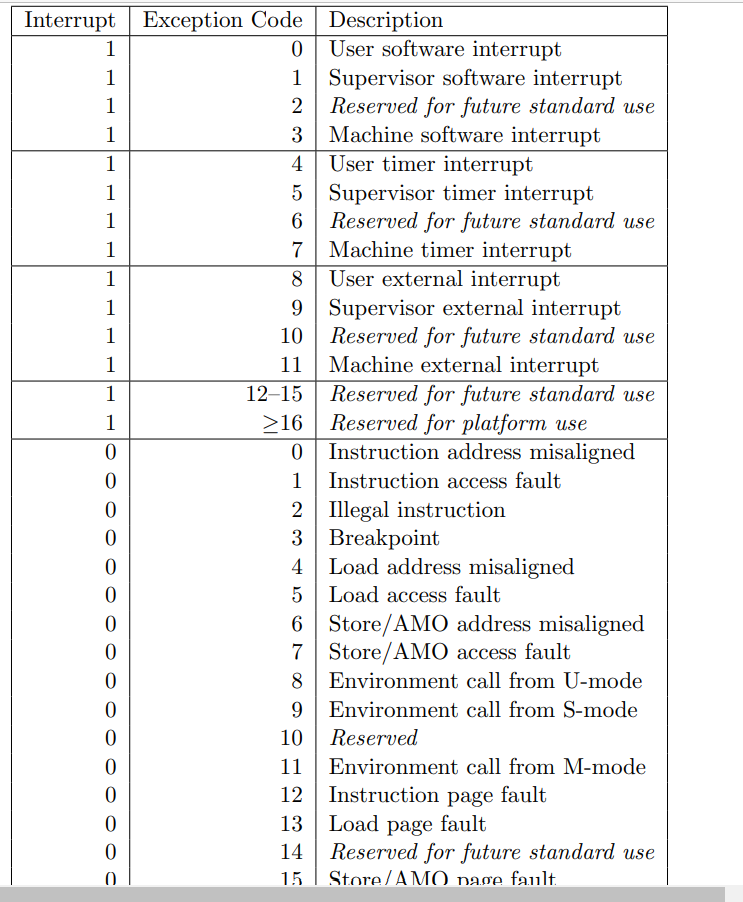 Interrupt Exception Code Description
1 0 User software interrupt
1 1 Supervisor software interrupt
1 2 Reserved for future standard use
1 3 Machine software interrupt
1 4 User timer interrupt
1 5 Supervisor timer interrupt
1 6 Reserved for future standard use
1 7 Machine timer interrupt
1 8 User external interrupt
1 9 Supervisor external interrupt
1 10 Reserved for future standard use
1 11 Machine external interrupt
1 12–15 Reserved for future standard use
1 ≥16 Reserved for platform use
0 0 Instruction address misaligned
0 1 Instruction access fault
0 2 Illegal instruction
0 3 Breakpoint
0 4 Load address misaligned
0 5 Load access fault
0 6 Store/AMO address misaligned
0 7 Store/AMO access fault
0 8 Environment call from U-mode
0 9 Environment call from S-mode
0 10 Reserved
0 11 Environment call from M-mode
0 12 Instruction page fault
0 13 Load page fault
0 14 Reserved for future standard use
0 15 Store/AMO page fault